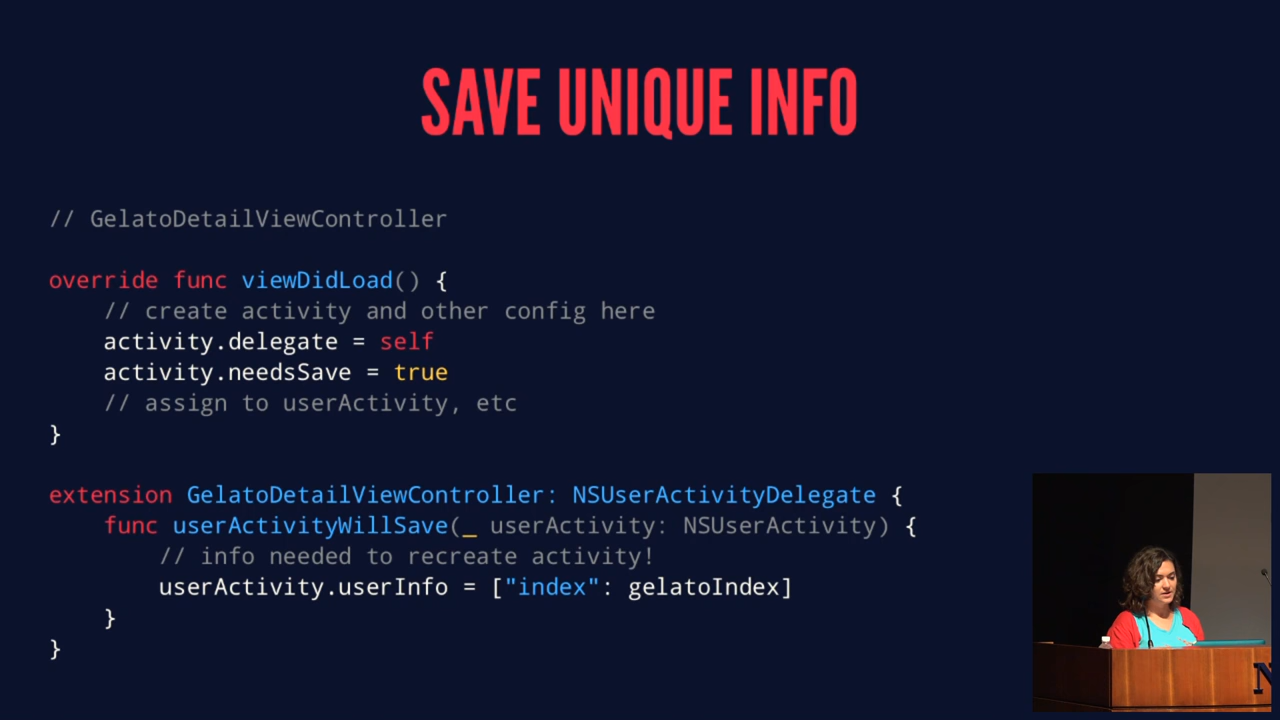 SAVE UNIQUE INFO
// GelatoDetailViewController
override func viewDidLoad() {
// create activity and other config here
activity.delegate = self
activity.needsSave = true
// assign to userActivity, etc
}
extension GelatoDetailViewController: NSUserActivityDelegate {
func userActivityWillSave(_ userActivity: NSUserActivity) {
// info needed to recreate activity!
userActivity.userInfo = ["index": gelatoIndex]
}
}
N